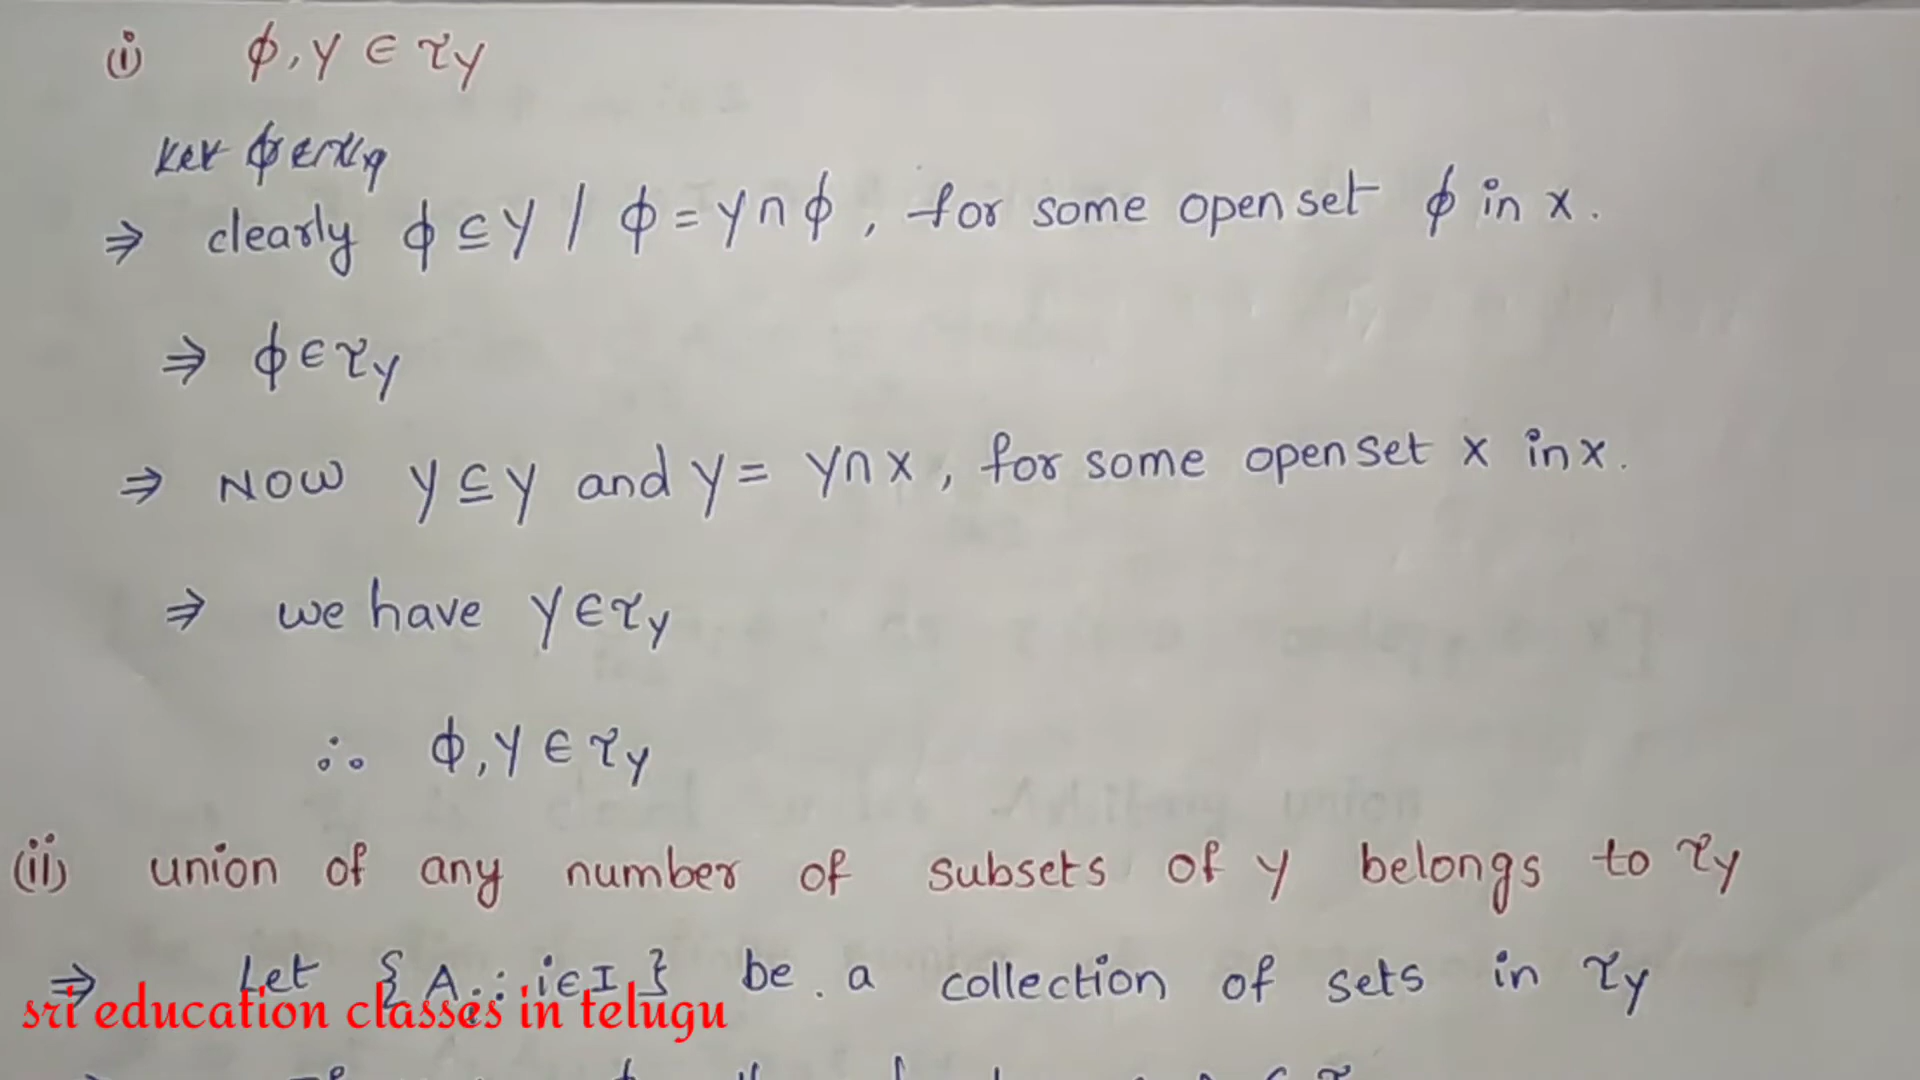 (i) ϕ, Y ∈ τY
⇒ clearly ϕ ⊆ Y / ϕ = Y ∩ ϕ, for some open set ϕ in x.
⇒ ϕ ∈ τY
⇒ NOW Y ⊆ Y and Y = Y ∩ X, for some open set X in x.
⇒ we have Y ∈ τY
∴ ϕ, Y ∈ τY
(ii) union of any number of subsets of Y belongs to τY
⇒ Let {Ai : i∈I} be a collection of sets in τY
sri education classes in telugu